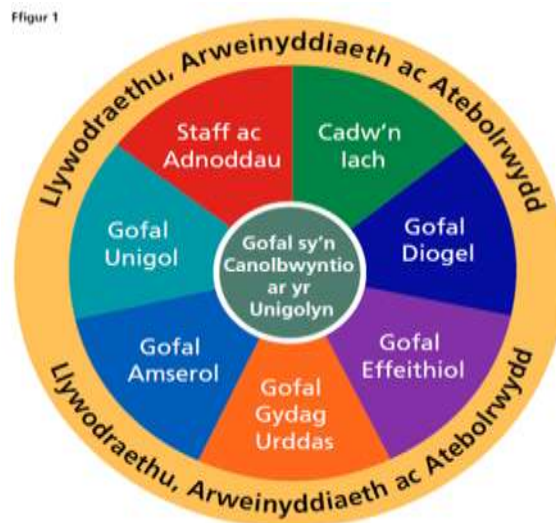 Ffigur 1
Llywodraethu, Arweinyddiaeth ac Atebolrwydd
Staff ac
Adnoddau
Cadw'n
Iach
Gofal
Diogel
Gofal
Effeithiol
Gofal
Gydag
Urddas
Gofal
Amserol
Gofal
Unigol
Gofal sy'n
Canolbwyntio
ar yr
Unigolyn
Llywodraethu, Arweinyddiaeth ac Atebolrwydd